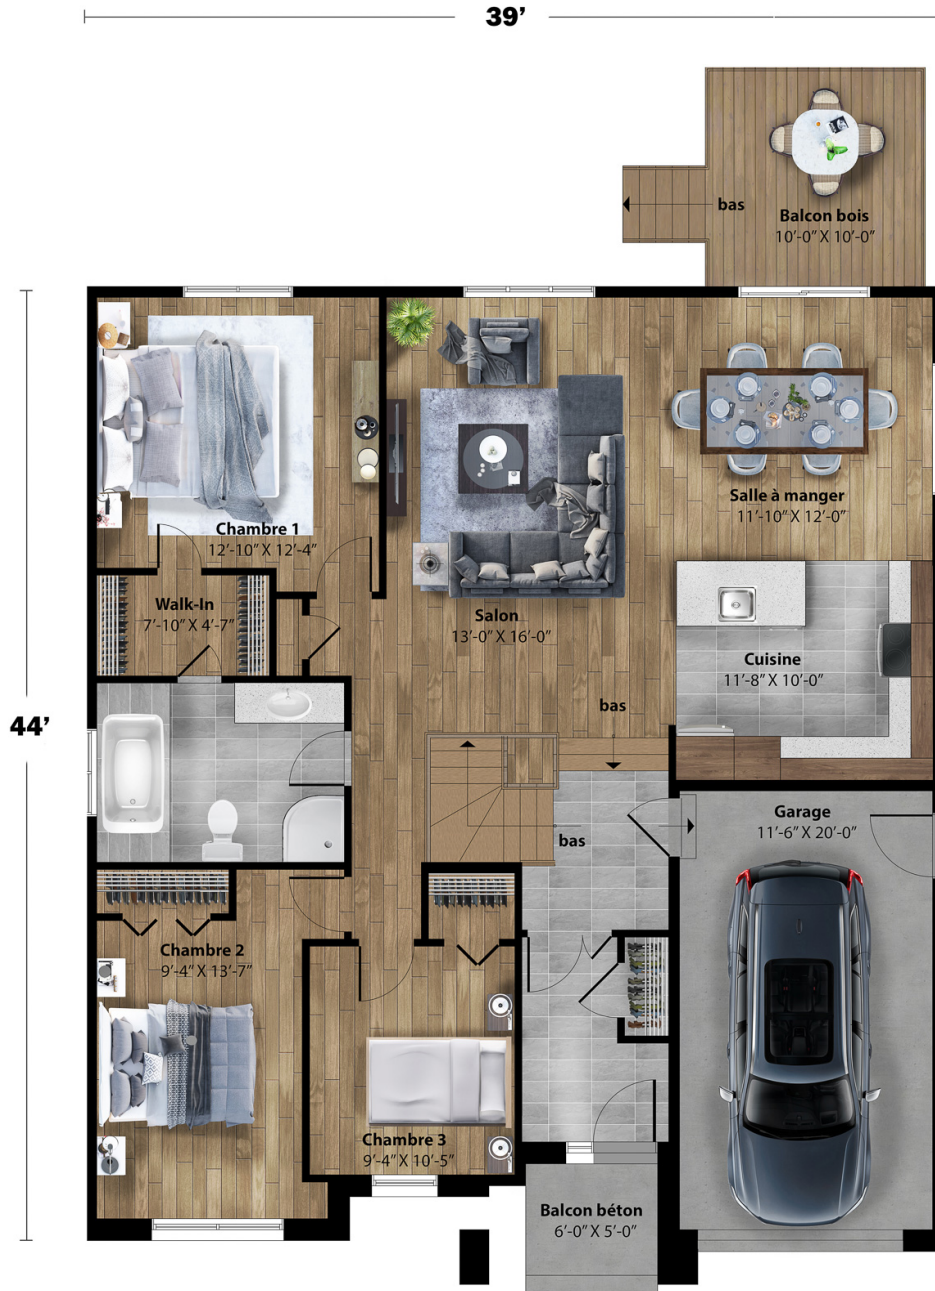 39’
bas
Balcon bois
10’-0” X 10’-0”
Chambre 1
12’-10” X 12’-4”
Salle à manger
11’-10” X 12’-0”
Walk-In
7’-10” X 4’-7”
Salon
13’-0” X 16’-0”
Cuisine
11’-8” X 10’-0”
bas
44’
bas
Garage
11’-6” X 20’-0”
Chambre 2
9’-4” X 13’-7”
Chambre 3
9’-4” X 10’-5”
Balcon béton
6’-0” X 5’-0”